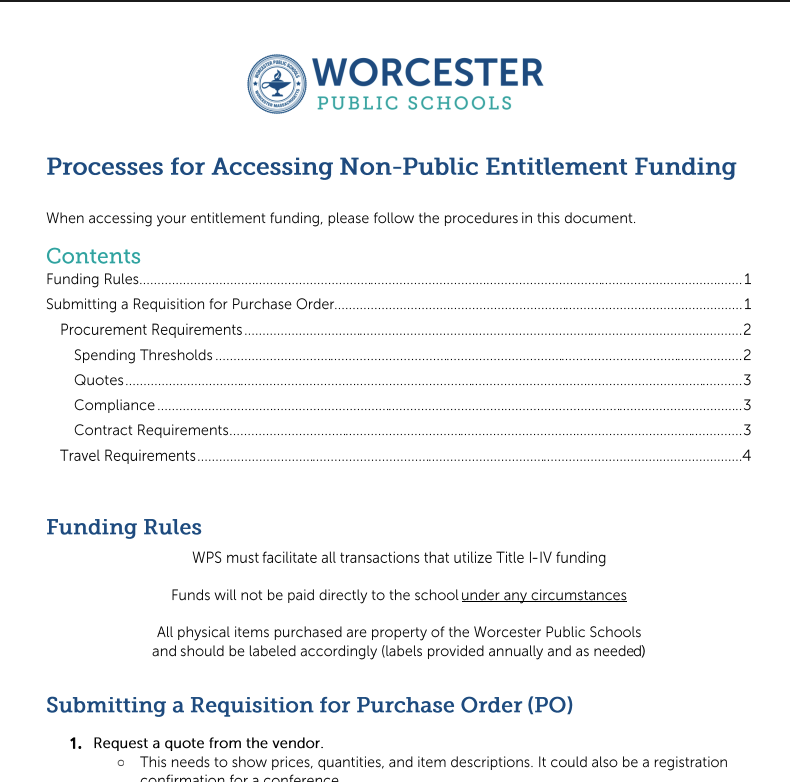 WORCESTER PUBLIC SCHOOLS
WORCESTER MASSACHUSETTS
WORCESTER
PUBLIC SCHOOLS
Processes for Accessing Non-Public Entitlement Funding
When accessing your entitlement funding, please follow the procedures in this document.
Contents
Funding Rules 1
Submitting a Requisition for Purchase Order 1
Procurement Requirements 2
Spending Thresholds 2
Quotes 3
Compliance 3
Contract Requirements 3
Travel Requirements 4
Funding Rules
WPS must facilitate all transactions that utilize Title I-IV funding
Funds will not be paid directly to the school under any circumstances
All physical items purchased are property of the Worcester Public Schools
and should be labeled accordingly (labels provided annually and as needed)
Submitting a Requisition for Purchase Order (PO)
1. Request a quote from the vendor.
○ This needs to show prices, quantities, and item descriptions. It could also be a registration
confirmation for a conference.